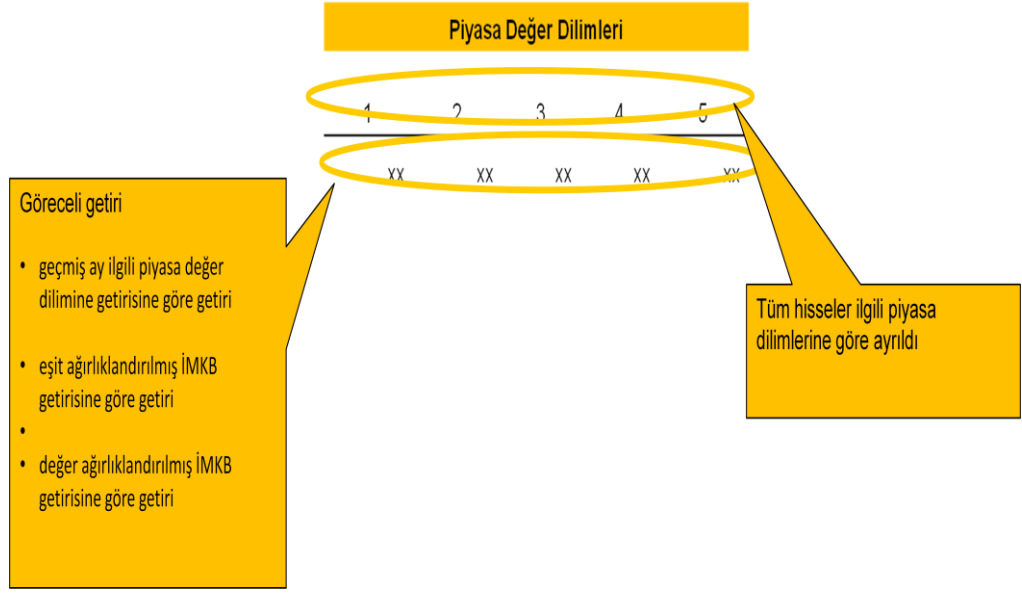 Piyasa Değer Dilimleri
1 2 3 4 5
xx xx xx xx xx
Göreceli getiri
• geçmiş ay ilgili piyasa değer
dilimine getirisine göre getiri
• eşit ağırlıklandırılmış İMKB
getirisine göre getiri
•
• değer ağırlıklandırılmış İMKB
getirisine göre getiri
Tüm hisseler ilgili piyasa
dilimlerine göre ayrıldı